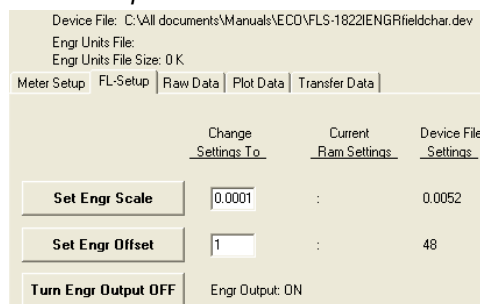 Device File: C:\All documents\Manuals\ECO\FLS-1822\ENGRfieldchar.dev
Engr Units File:
Engr Units File Size: 0 K
Meter Setup FL-Setup Raw Data Plot Data Transfer Data
Change Current Device File
Settings To Ram Settings Settings
Set Engr Scale 0.0001 : 0.0052
Set Engr Offset 1 : 48
Turn Engr Output OFF Engr Output: ON